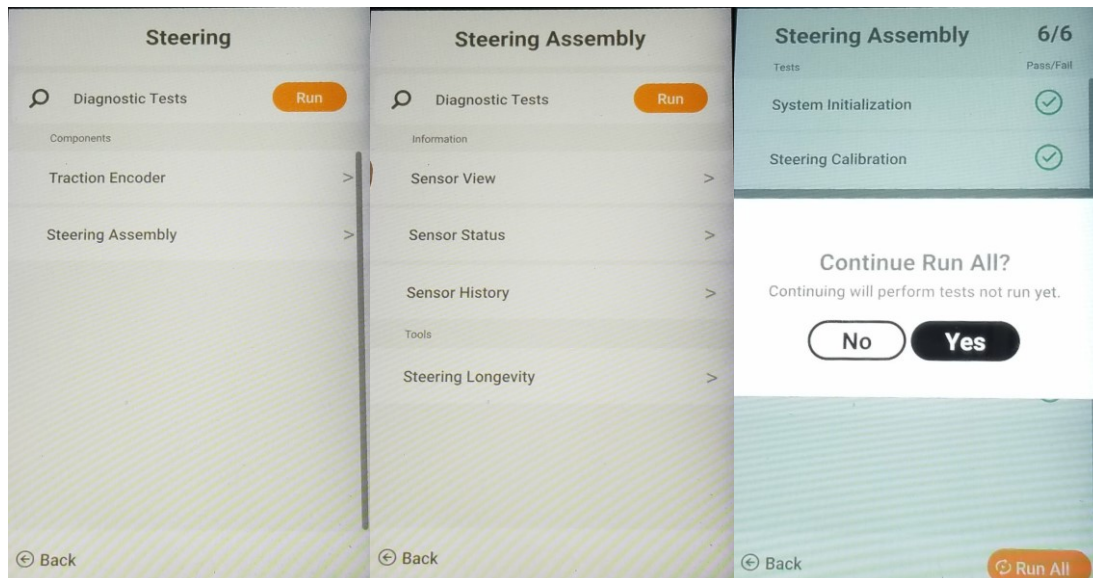 Steering
Diagnostic Tests Run
Components
Traction Encoder >
Steering Assembly >
Back
Steering Assembly
Diagnostic Tests Run
Information
Sensor View >
Sensor Status >
Sensor History >
Tools
Steering Longevity >
Back
Steering Assembly 6/6
Tests Pass/Fail
System Initialization
Steering Calibration
Continue Run All?
Continuing will perform tests not run yet.
No Yes
Back Run All